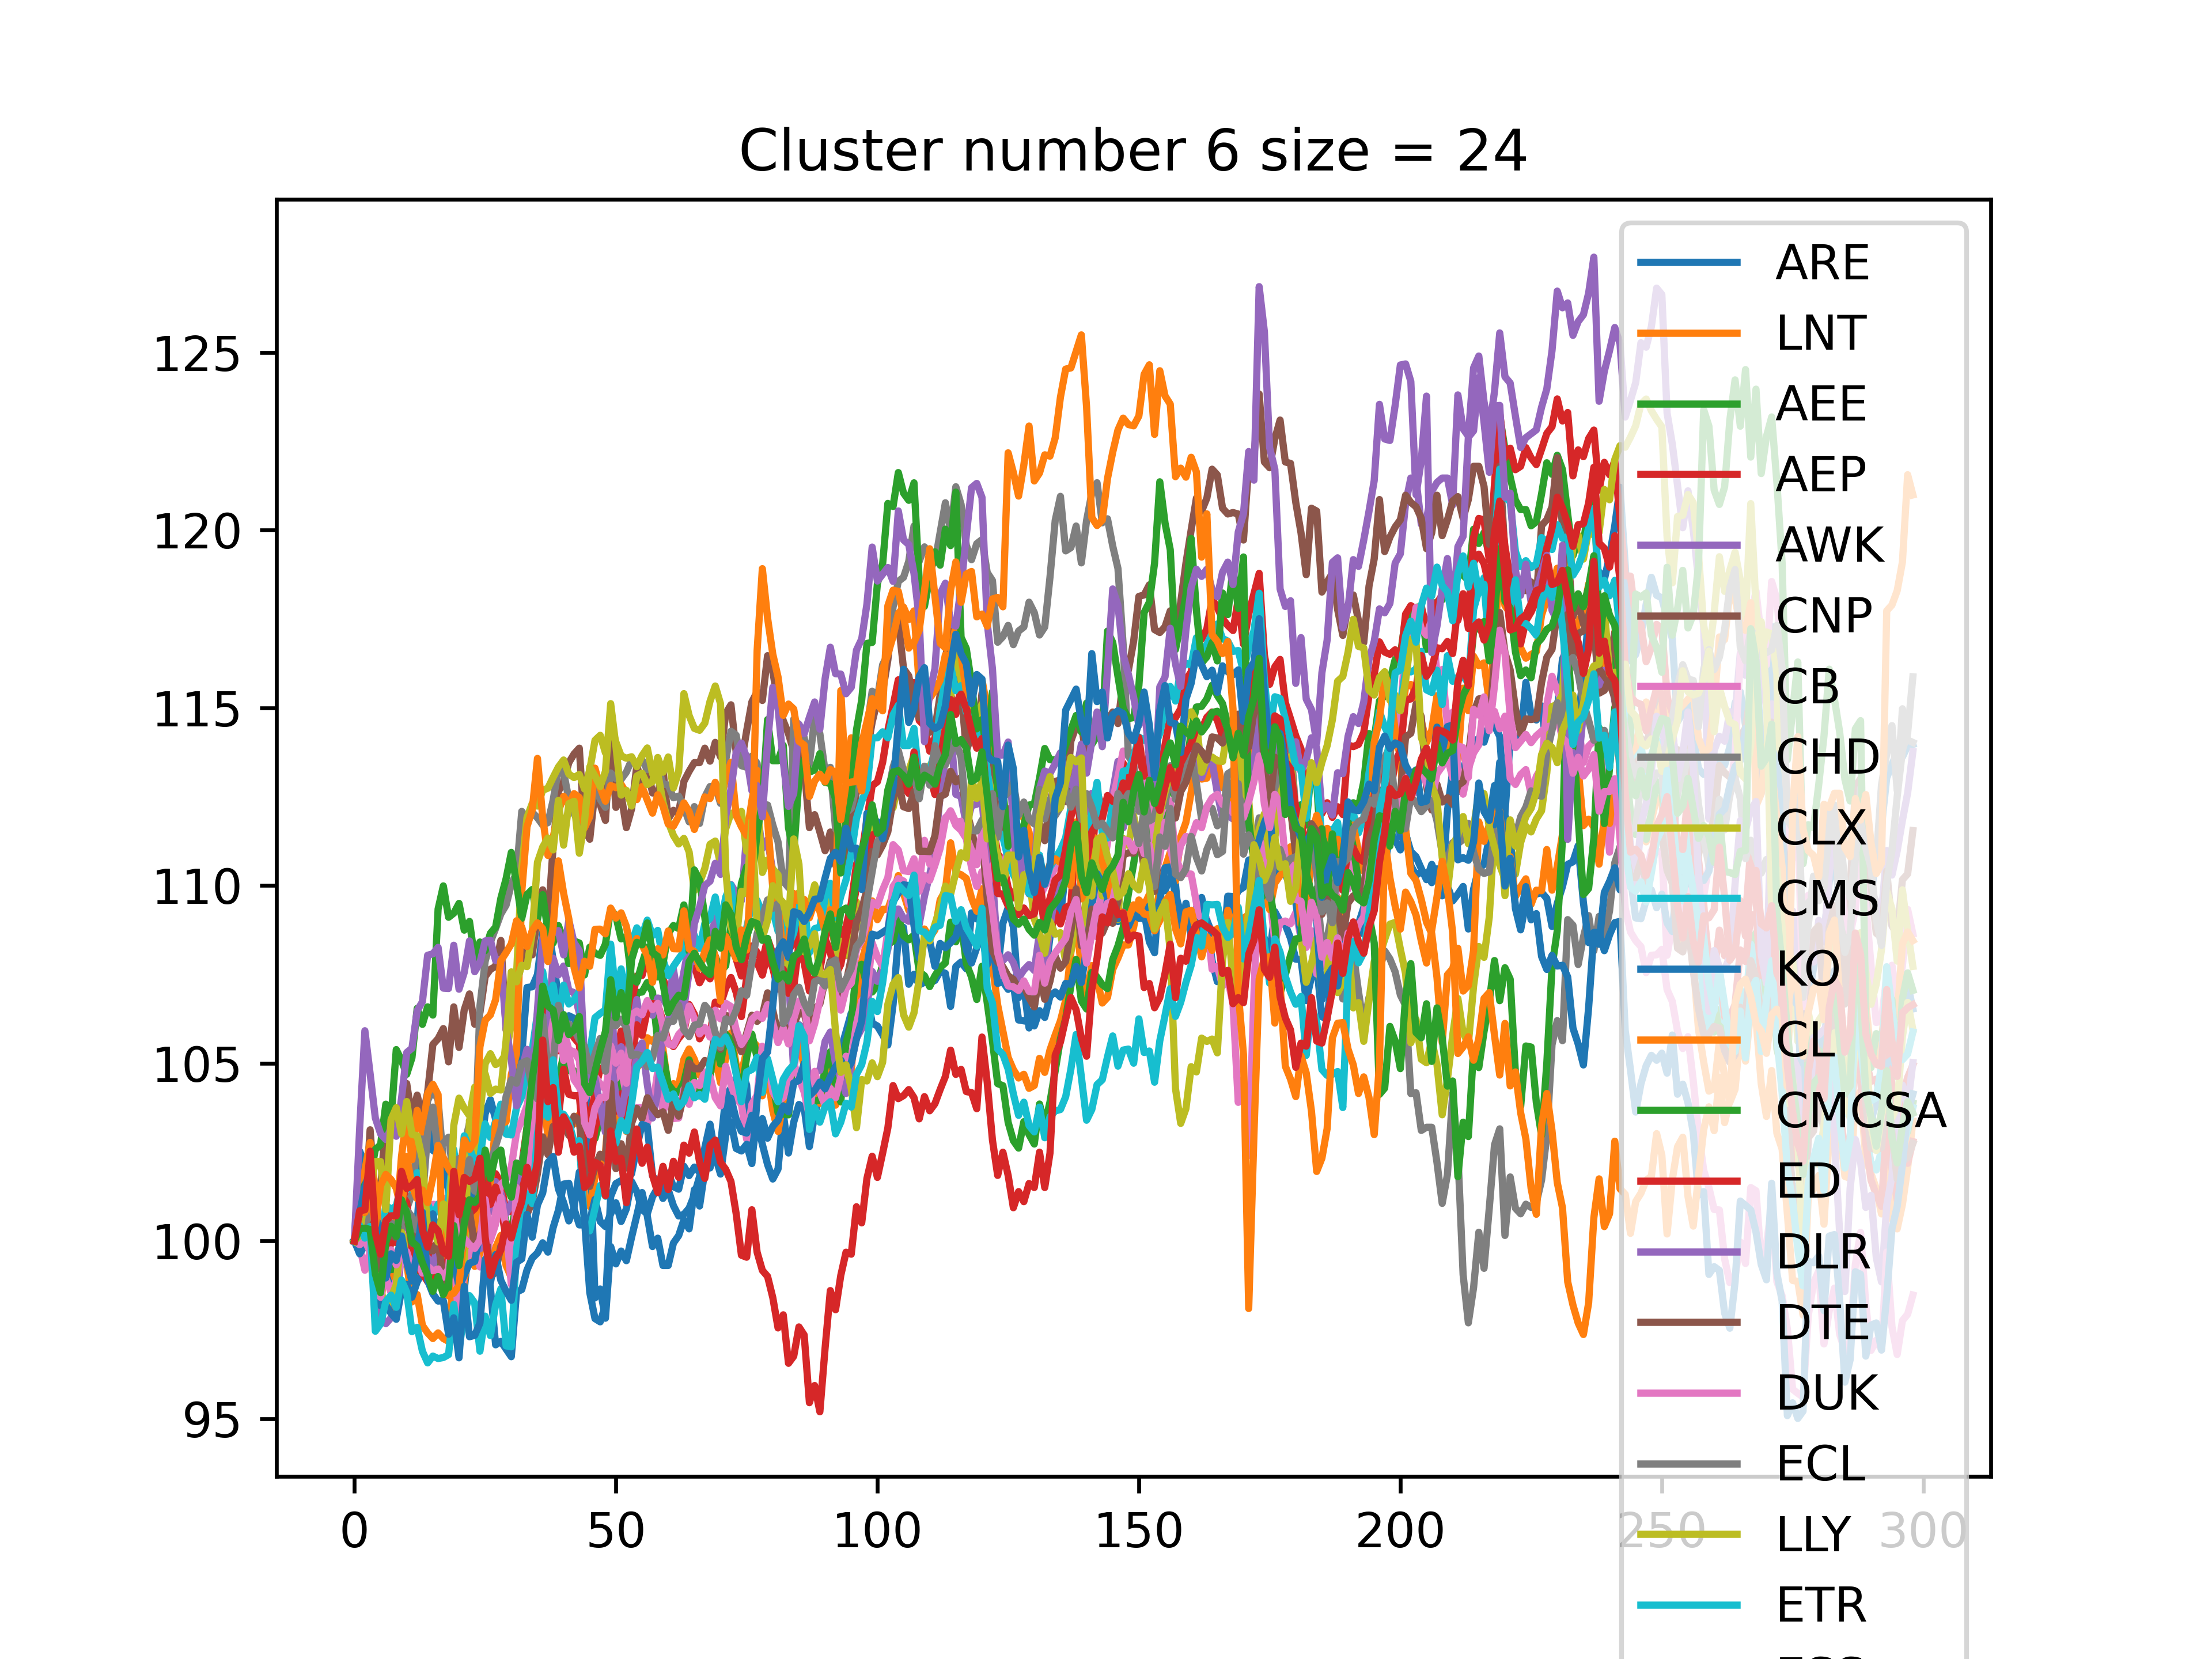 Cluster number 6 size = 24
125
120
115
110
105
100
95
0 50 100 150 200 250 300
ARE
LNT
AEE
AEP
AWK
CNP
CB
CHD
CLX
CMS
KO
CL
CMCSA
ED
DLR
DTE
DUK
ECL
LLY
ETR